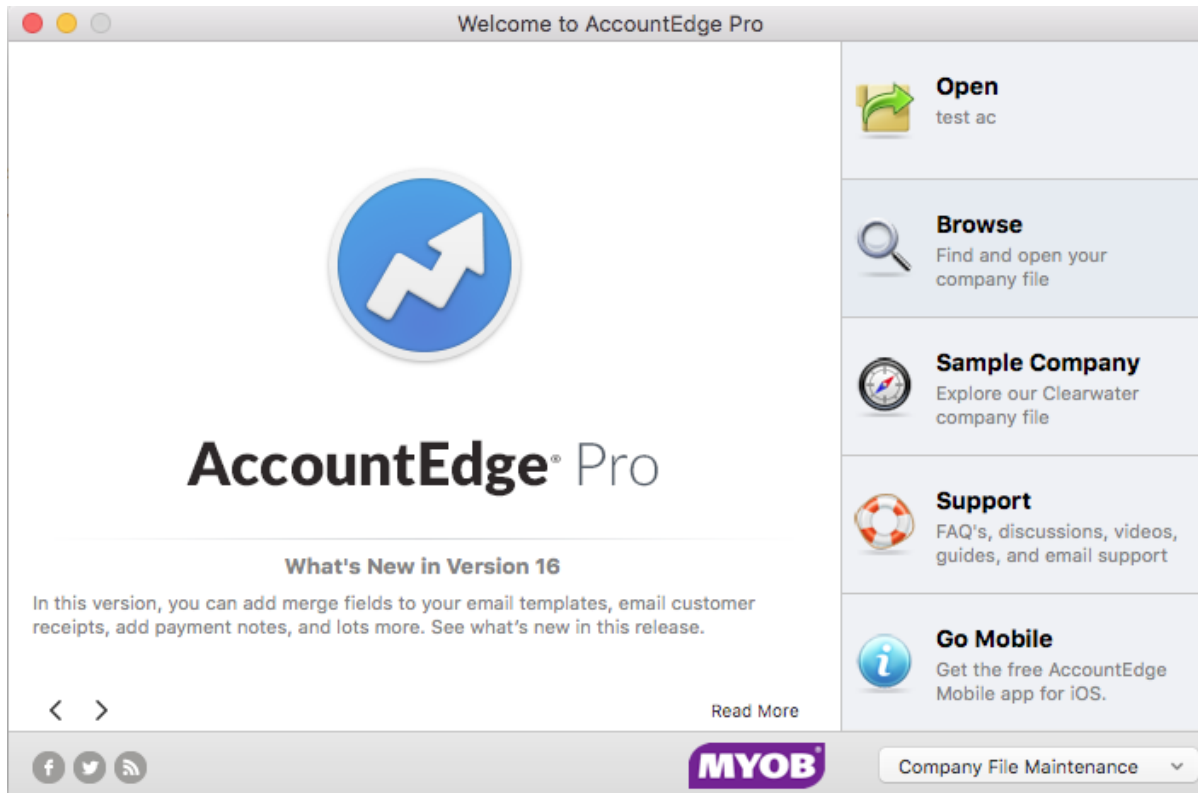 Welcome to AccountEdge Pro
AccountEdge® Pro
What's New in Version 16
In this version, you can add merge fields to your email templates, email customer
receipts, add payment notes, and lots more. See what's new in this release.
Read More
Open
test ac
Browse
Find and open your
company file
Sample Company
Explore our Clearwater
company file
Support
FAQ's, discussions, videos,
guides, and email support
Go Mobile
Get the free AccountEdge
Mobile app for iOS.
MYOB®
Company File Maintenance